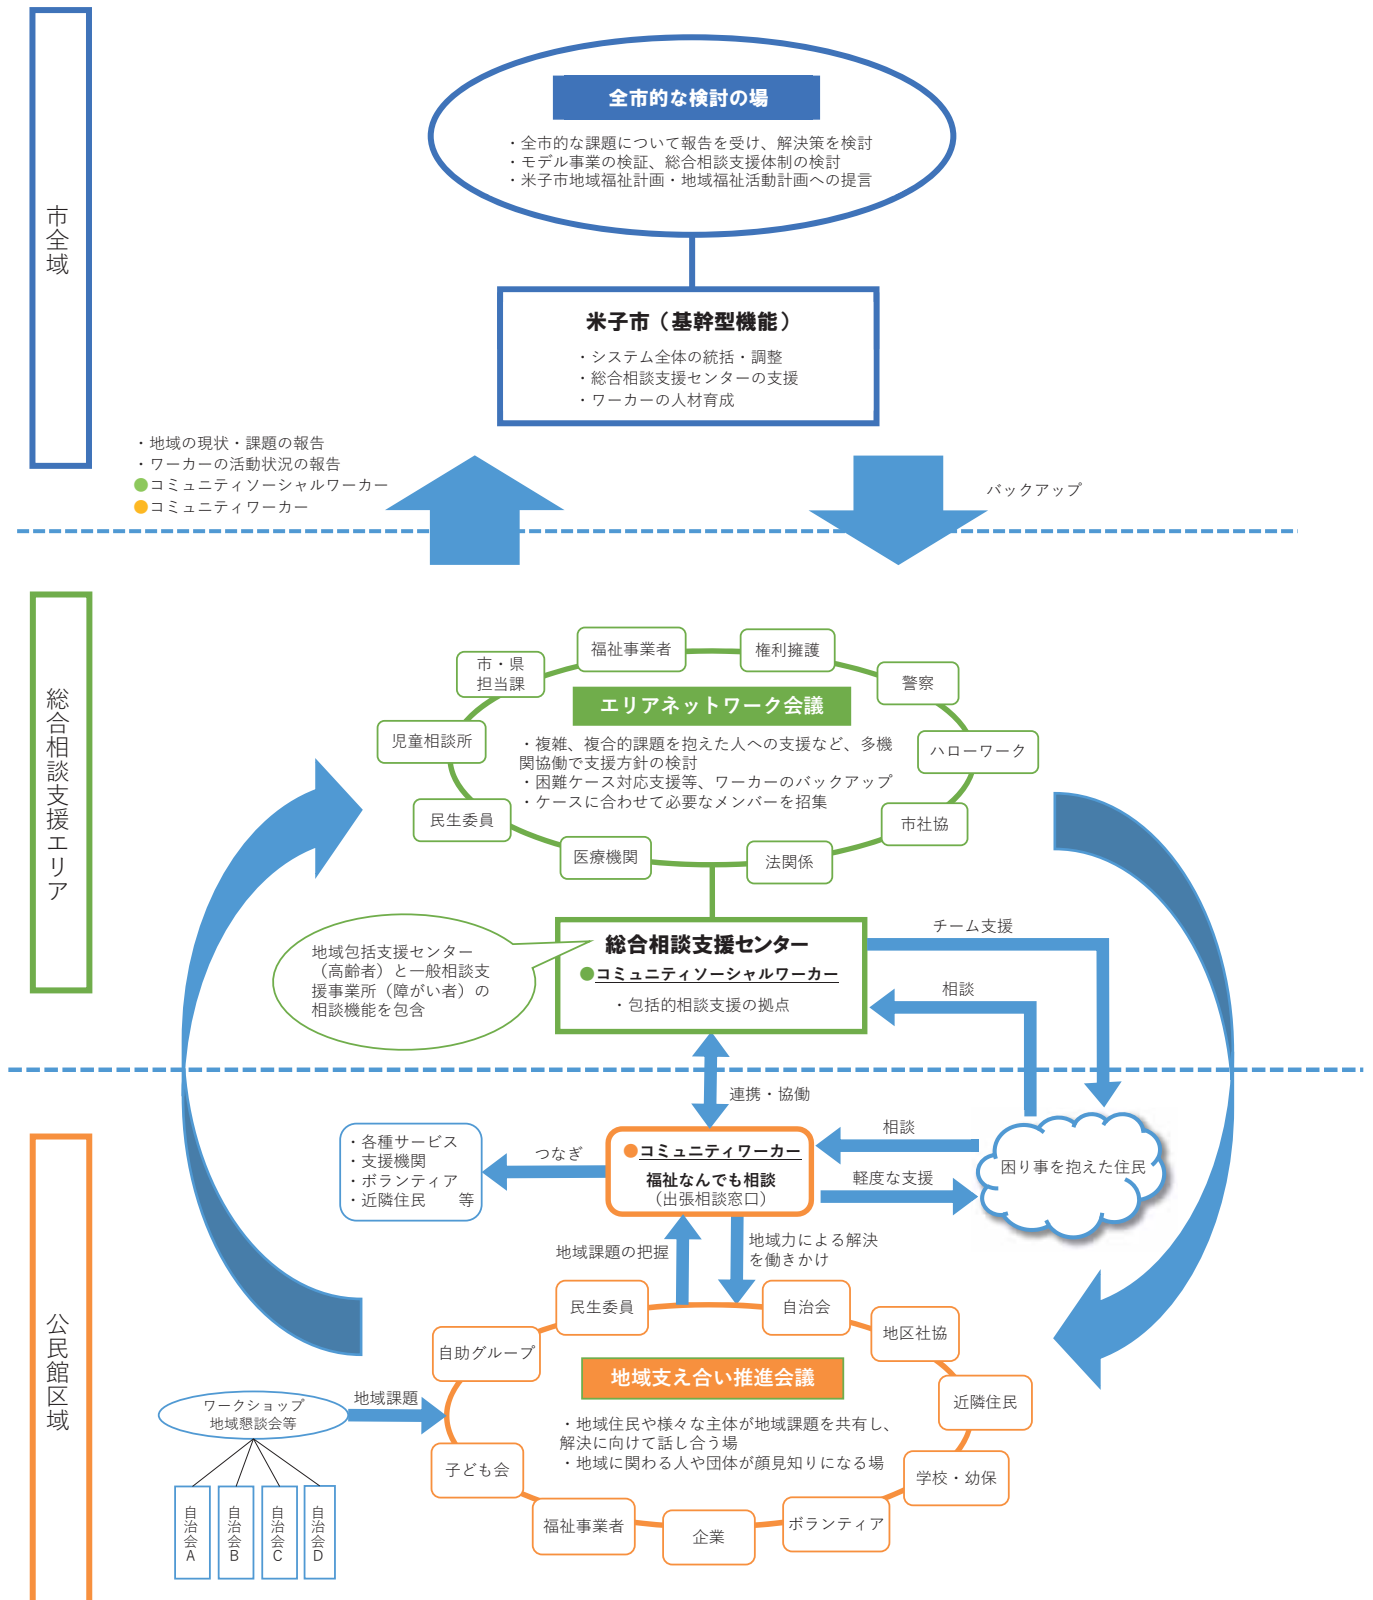 市全域
全市的な検討の場
・全市的な課題について報告を受け、解決策を検討
・モデル事業の検証、総合相談支援体制の検討
・米子市地域福祉計画・地域福祉活動計画への提言
米子市（基幹型機能）
・システム全体の統括・調整
・総合相談支援センターの支援
・ワーカーの人材育成
・地域の現状・課題の報告
・ワーカーの活動状況の報告
●コミュニティソーシャルワーカー
●コミュニティワーカー
バックアップ
総合相談支援エリア
福祉事業者
権利擁護
市・県
担当課
警察
エリアネットワーク会議
児童相談所
ハローワーク
・複雑、複合的課題を抱えた人への支援など、多機
関協働で支援方針の検討
・困難ケース対応支援等、ワーカーのバックアップ
・ケースに合わせて必要なメンバーを招集
民生委員
市社協
医療機関
法関係
地域包括支援センター
（高齢者）と一般相談支
援事業所（障がい者）の
相談機能を包含
総合相談支援センター
●コミュニティソーシャルワーカー
・包括的相談支援の拠点
チーム支援
相談
連携・協働
公民館区域
・各種サービス
・支援機関
・ボランティア
・近隣住民　等
つなぎ
●コミュニティワーカー
福祉なんでも相談
（出張相談窓口）
相談
軽度な支援
困り事を抱えた住民
地域課題の把握
地域力による解決
を働きかけ
民生委員
自治会
自助グループ
地区社協
地域支え合い推進会議
近隣住民
ワークショップ
地域懇談会等
地域課題
・地域住民や様々な主体が地域課題を共有し、
解決に向けて話し合う場
・地域に関わる人や団体が顔見知りになる場
子ども会
学校・幼保
福祉事業者
企業
ボランティア
自治会A
自治会B
自治会C
自治会D